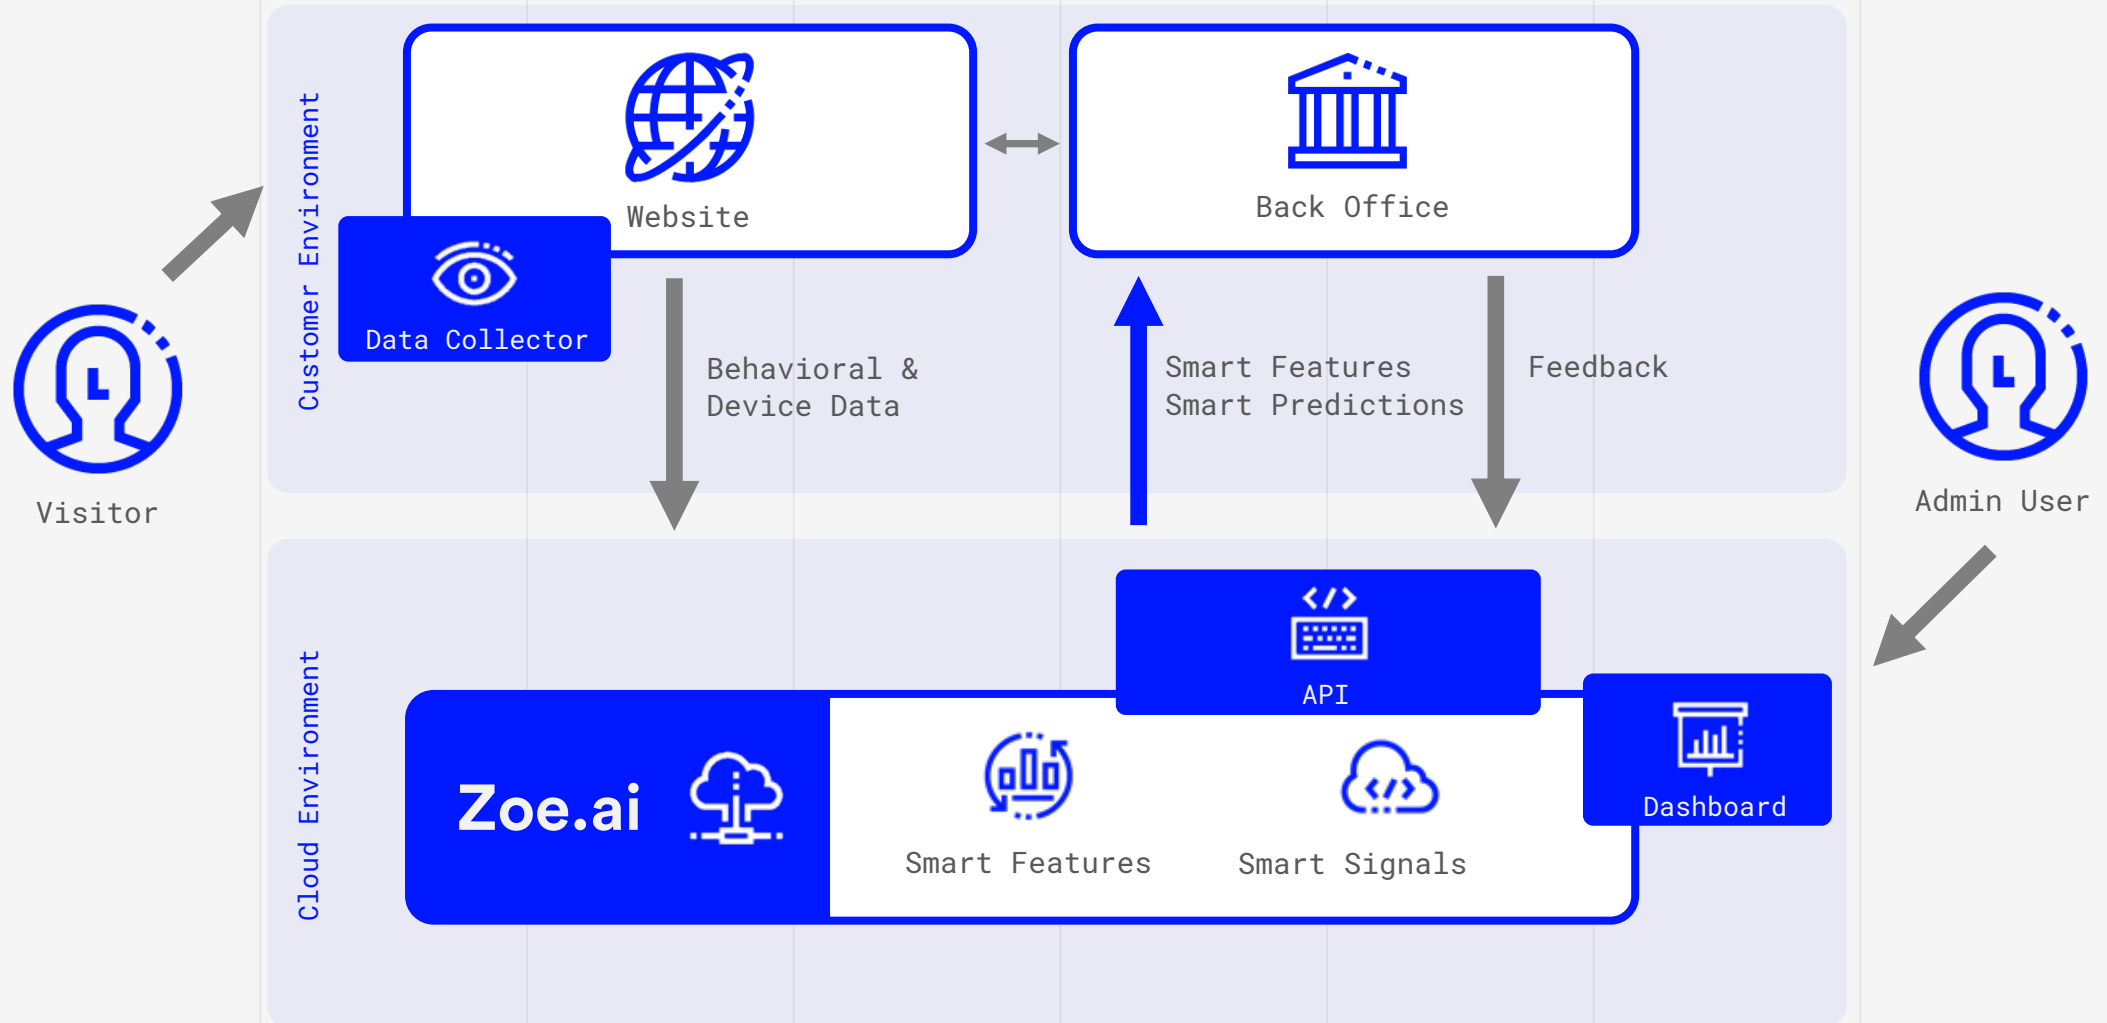 Customer Environment
Website
Back Office
Data Collector
Behavioral &
Device Data
Smart Features
Smart Predictions
Feedback
Visitor
Admin User
Cloud Environment
API
Dashboard
Zoe.ai
Smart Features
Smart Signals